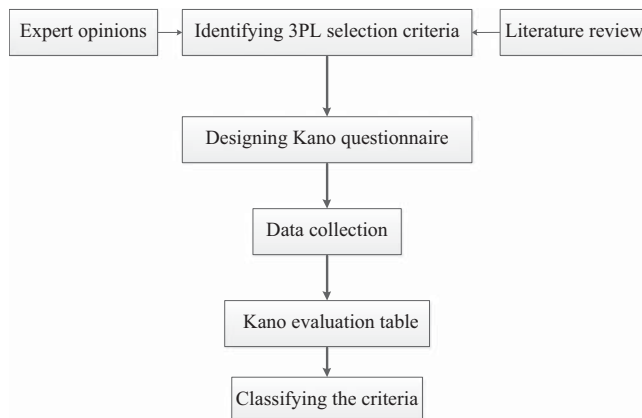 Expert opinions
Identifying 3PL selection criteria
Literature review
Designing Kano questionnaire
Data collection
Kano evaluation table
Classifying the criteria